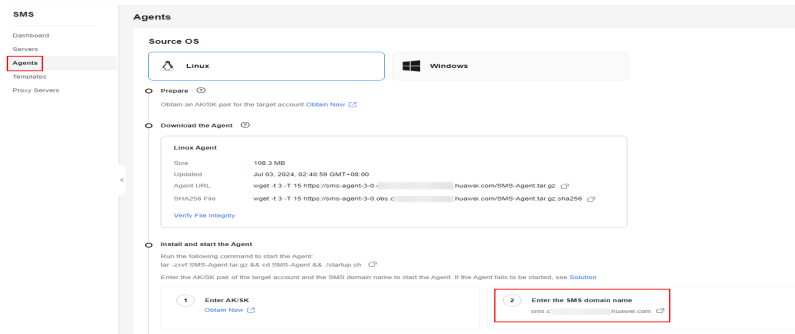 SMS
Dashboard
Servers
Agents
Templates
Proxy Servers
Agents
Source OS
Linux
Windows
Prepare
Obtain an AK/SK pair for the target account.Obtain Now
Download the Agent
Linux Agent
Size 108.3 MB
Updated Jul 03, 2024, 02:40:59 GMT+08:00
Agent URL wget -t 3 -T 15 https://sms-agent-3-0. huawei.com/SMS-Agent.tar.gz
SHA256 File wget -t 3 -T 15 https://sms-agent-3-0.obs.c huawei.com/SMS-Agent.tar.gz.sha256
Verify File Integrity
Install and start the Agent
Run the following command to start the Agent:
tar -zxvf SMS-Agent.tar.gz && cd SMS-Agent && ./startup.sh
Enter the AK/SK pair of the target account and the SMS domain name to start the Agent. If the Agent fails to be started, see Solution
1 Enter AK/SK
Obtain Now
2 Enter the SMS domain name
sms.c huawei.com